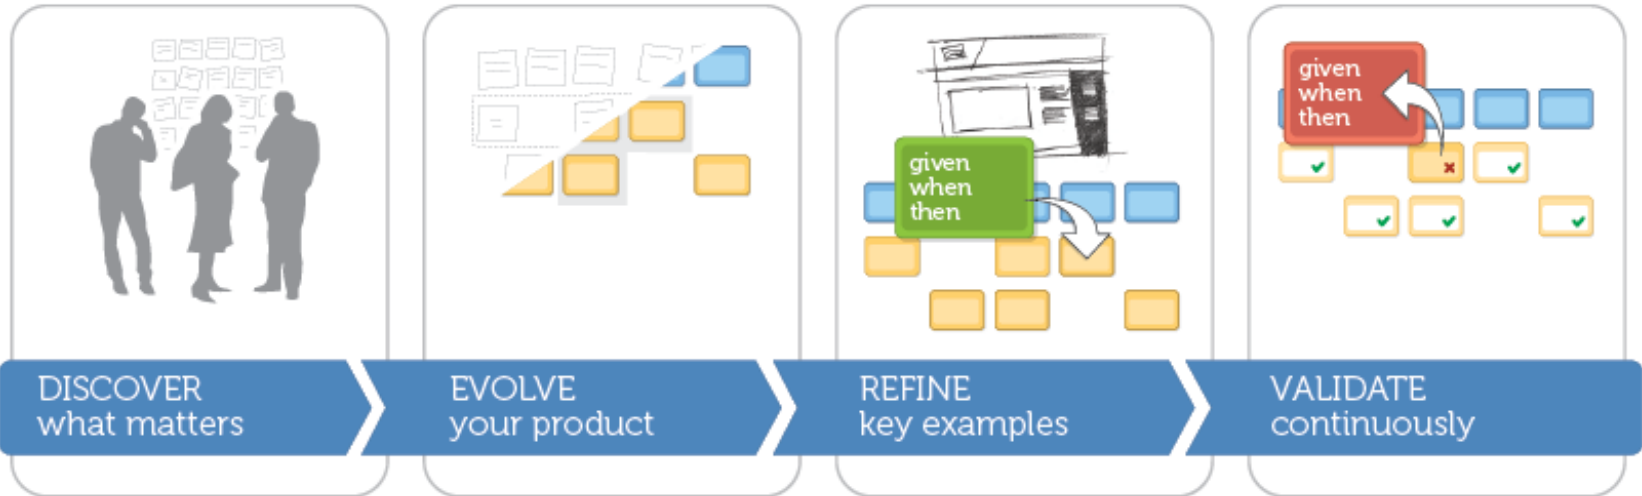 given
when
then
given
when
then
DISCOVER
what matters
EVOLVE
your product
REFINE
key examples
VALIDATE
continuously